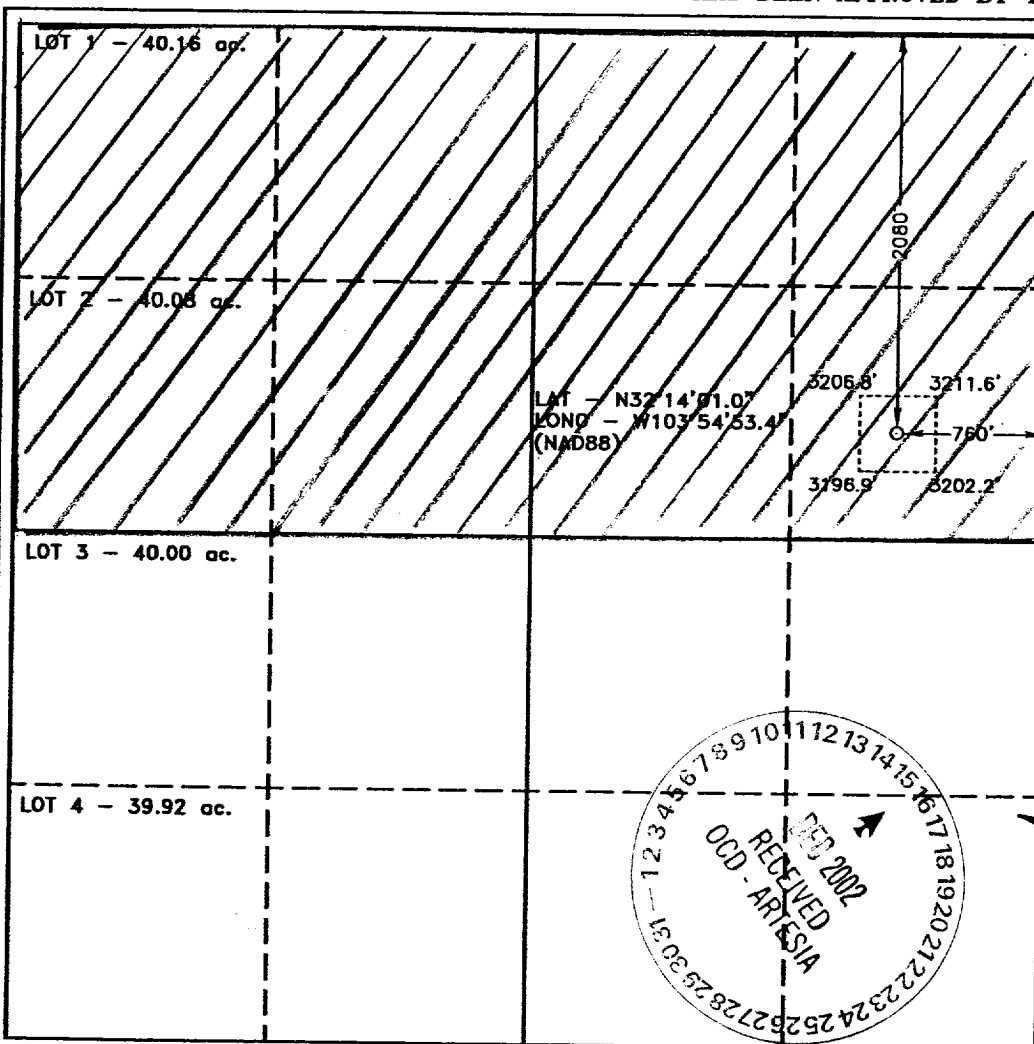 LOT 1 - 40.16 ac.
2080'
LOT 2 - 40.08 ac.
3206.8' 3211.6'
LAT - N32°14'01.0"
LONG - W103°54'53.4"
(NAD88)
760'
3196.9' 3202.2'
LOT 3 - 40.00 ac.
LOT 4 - 39.92 ac.
1 2 3 4 5 6 7 8 9 10 11 12 13 14 15 16 17 18 19 20 21 22 23 24 25 26 27 28 29 30 31
DEC 2002
RECEIVED
OCD - ARTESIA